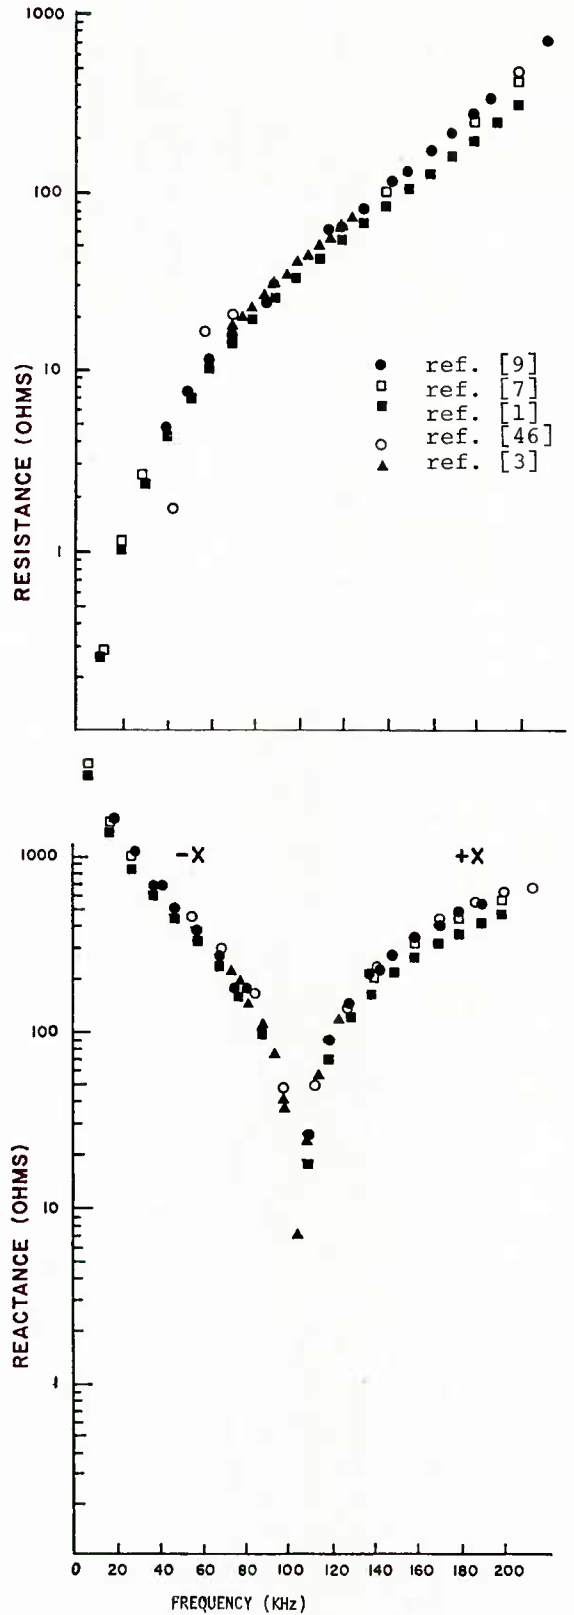 1000
100
10
1
RESISTANCE (OHMS)
ref. [9]
ref. [7]
ref. [1]
ref. [46]
ref. [3]
1000
100
10
1
REACTANCE (OHMS)
-X
+X
0 20 40 60 80 100 120 140 160 180 200
FREQUENCY (KHz)